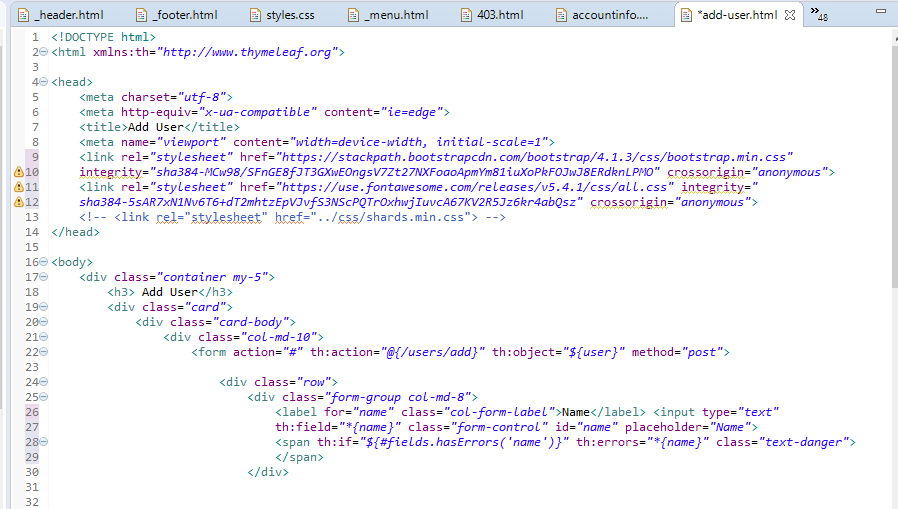 _header.html _footer.html styles.css _menu.html 403.html accountinfo.... *add-user.html »48
1 <!DOCTYPE html>
2 <html xmlns:th="http://www.thymeleaf.org">
3
4 <head>
5 <meta charset="utf-8">
6 <meta http-equiv="x-ua-compatible" content="ie=edge">
7 <title>Add User</title>
8 <meta name="viewport" content="width=device-width, initial-scale=1">
9 <link rel="stylesheet" href="https://stackpath.bootstrapcdn.com/bootstrap/4.1.3/css/bootstrap.min.css"
10 integrity="sha384-MCw98/SFnGE8fJT3GXwEOngsV7Zt27NXFoaoApmYm81iuXoPkFOJwJ8ERdknLPMO" crossorigin="anonymous">
11 <link rel="stylesheet" href="https://use.fontawesome.com/releases/v5.4.1/css/all.css" integrity="
12 sha384-5sAR7xN1Nv6T6+dT2mhtzEpVJvfS3NScPQTrOxhwjIuvcA67KV2R5Jz6kr4abQsz" crossorigin="anonymous">
13 <!-- <link rel="stylesheet" href="../css/shards.min.css"> -->
14 </head>
15
16 <body>
17 <div class="container my-5">
18 <h3> Add User</h3>
19 <div class="card">
20 <div class="card-body">
21 <div class="col-md-10">
22 <form action="#" th:action="@{/users/add}" th:object="${user}" method="post">
23
24 <div class="row">
25 <div class="form-group col-md-8">
26 <label for="name" class="col-form-label">Name</label> <input type="text"
27 th:field="*{name}" class="form-control" id="name" placeholder="Name">
28 <span th:if="${#fields.hasErrors('name')}" th:errors="*{name}" class="text-danger">
29 </span>
30 </div>
31
32